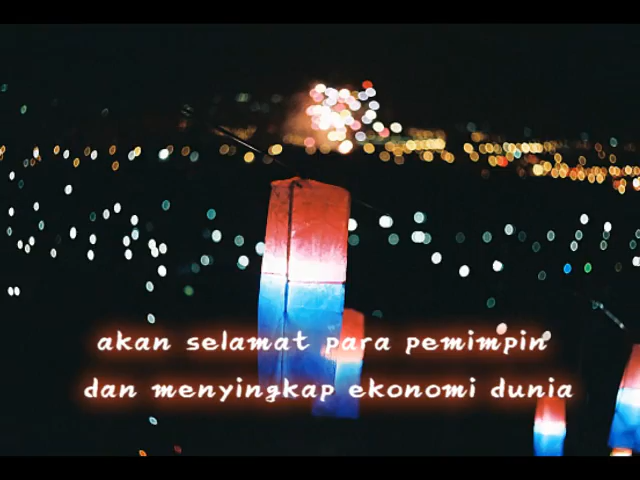 akan selamat para pemimpin
dan menyingkap ekonomi dunia